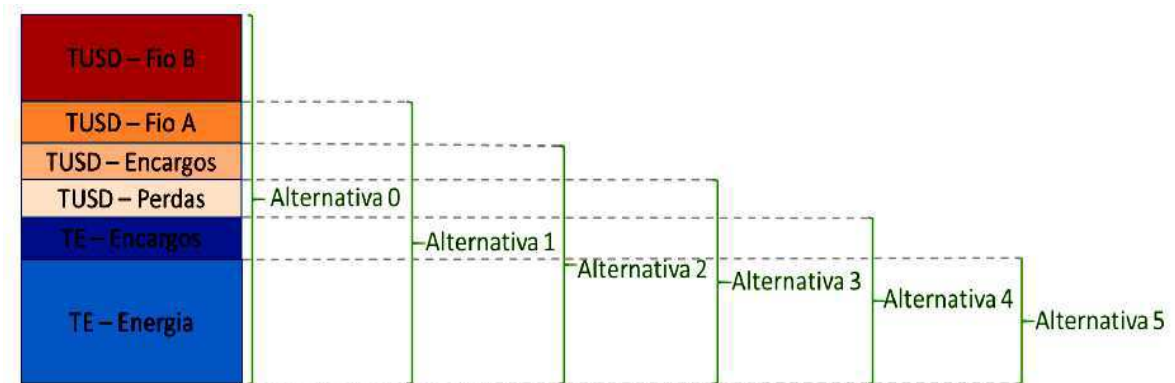 TUSD – Fio B
TUSD – Fio A
TUSD – Encargos
TUSD – Perdas
TE – Encargos
TE – Energia
Alternativa 0
Alternativa 1
Alternativa 2
Alternativa 3
Alternativa 4
Alternativa 5